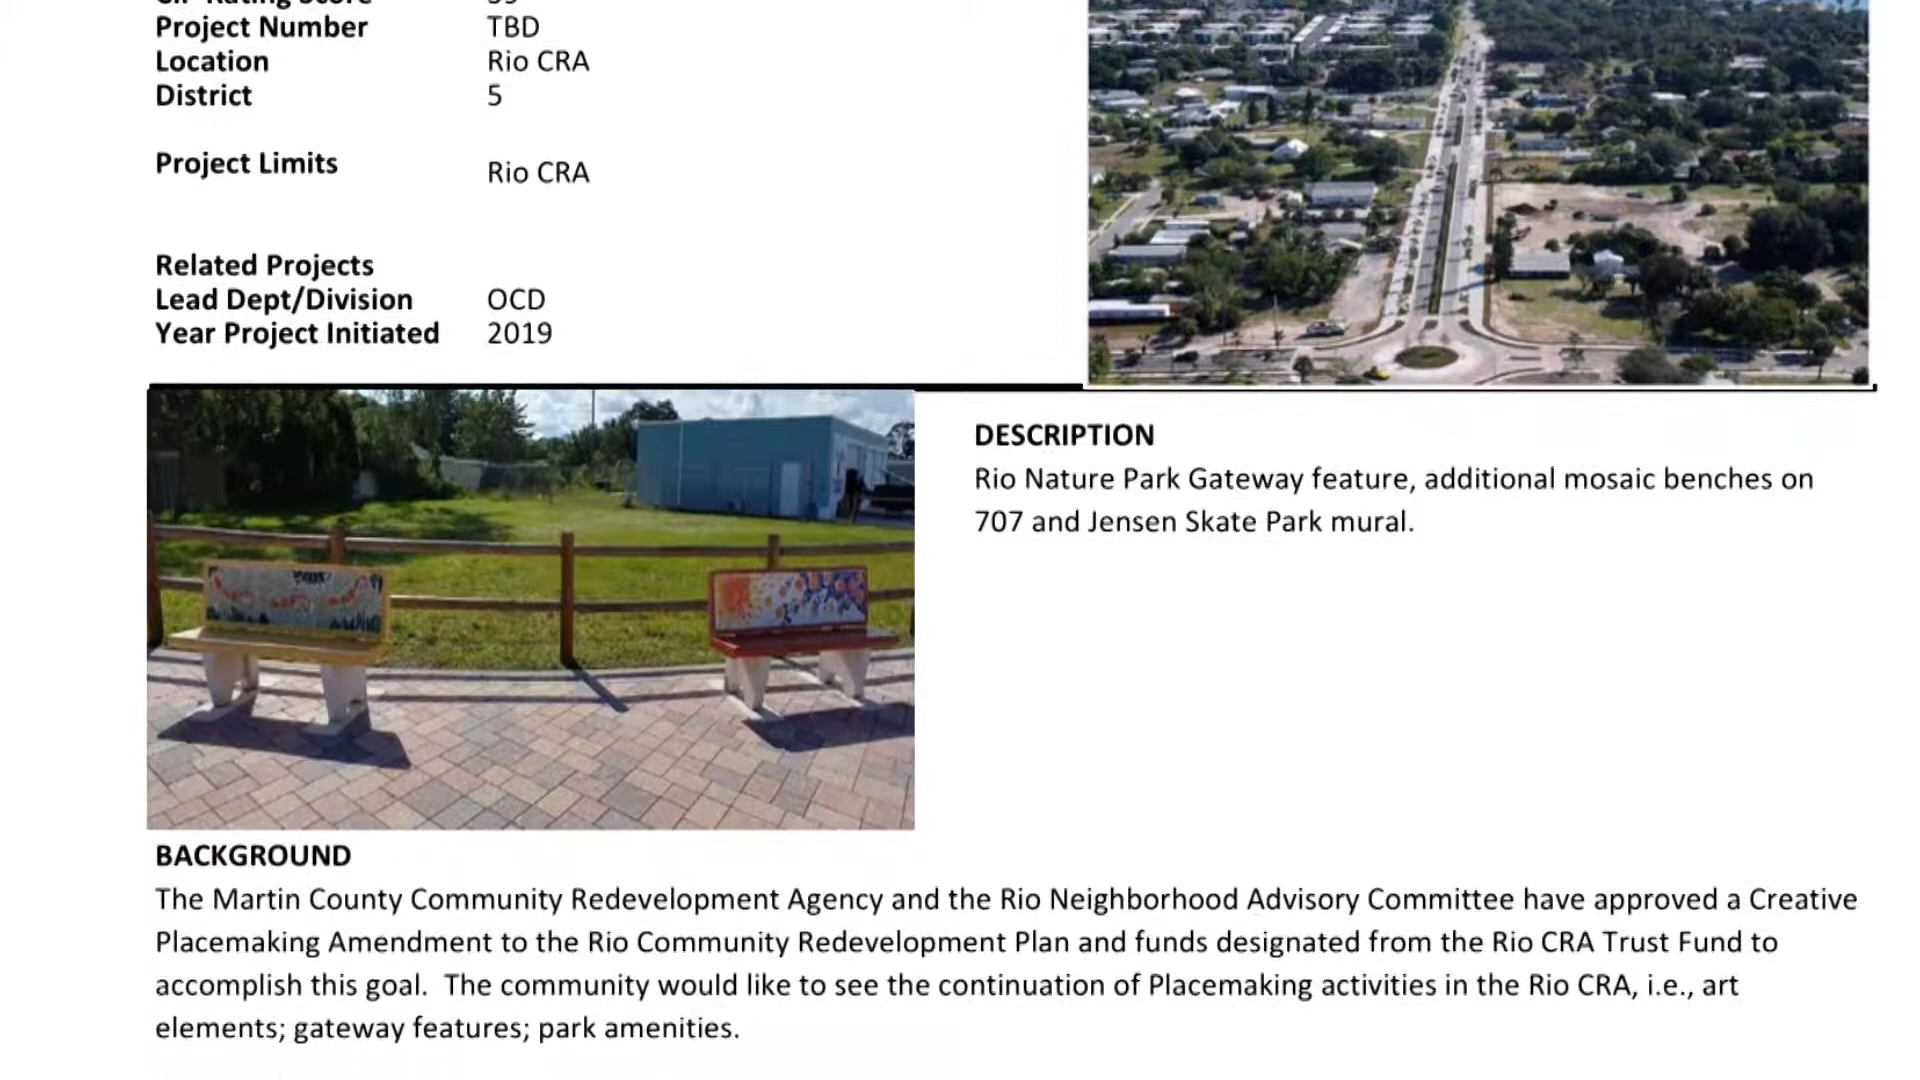 Project Number TBD
Location Rio CRA
District 5
Project Limits Rio CRA
Related Projects
Lead Dept/Division OCD
Year Project Initiated 2019
DESCRIPTION
Rio Nature Park Gateway feature, additional mosaic benches on
707 and Jensen Skate Park mural.
BACKGROUND
The Martin County Community Redevelopment Agency and the Rio Neighborhood Advisory Committee have approved a Creative
Placemaking Amendment to the Rio Community Redevelopment Plan and funds designated from the Rio CRA Trust Fund to
accomplish this goal.  The community would like to see the continuation of Placemaking activities in the Rio CRA, i.e., art
elements; gateway features; park amenities.